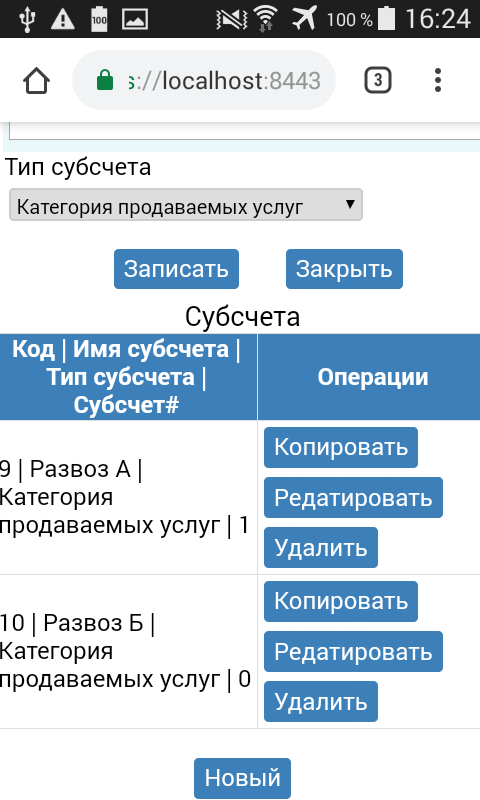 100
100 %
16:24
s://localhost:8443
3
Тип субсчета
Категория продаваемых услуг
Записать
Закрыть
Субсчета
Код | Имя субсчета |
Тип субсчета |
Субсчет#
Операции
9 | Развоз А |
Категория
продаваемых услуг | 1
Копировать
Редатировать
Удалить
10 | Развоз Б |
Категория
продаваемых услуг | 0
Копировать
Редатировать
Удалить
Новый